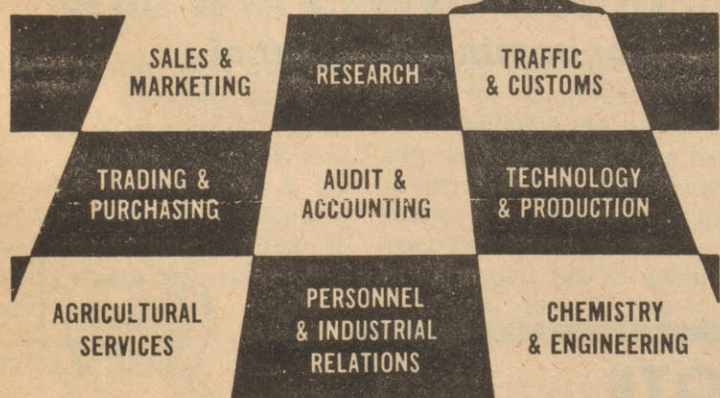 SALES &
MARKETING
RESEARCH
TRAFFIC
& CUSTOMS
TRADING &
PURCHASING
AUDIT &
ACCOUNTING
TECHNOLOGY
& PRODUCTION
AGRICULTURAL
SERVICES
PERSONNEL
& INDUSTRIAL
RELATIONS
CHEMISTRY
& ENGINEERING